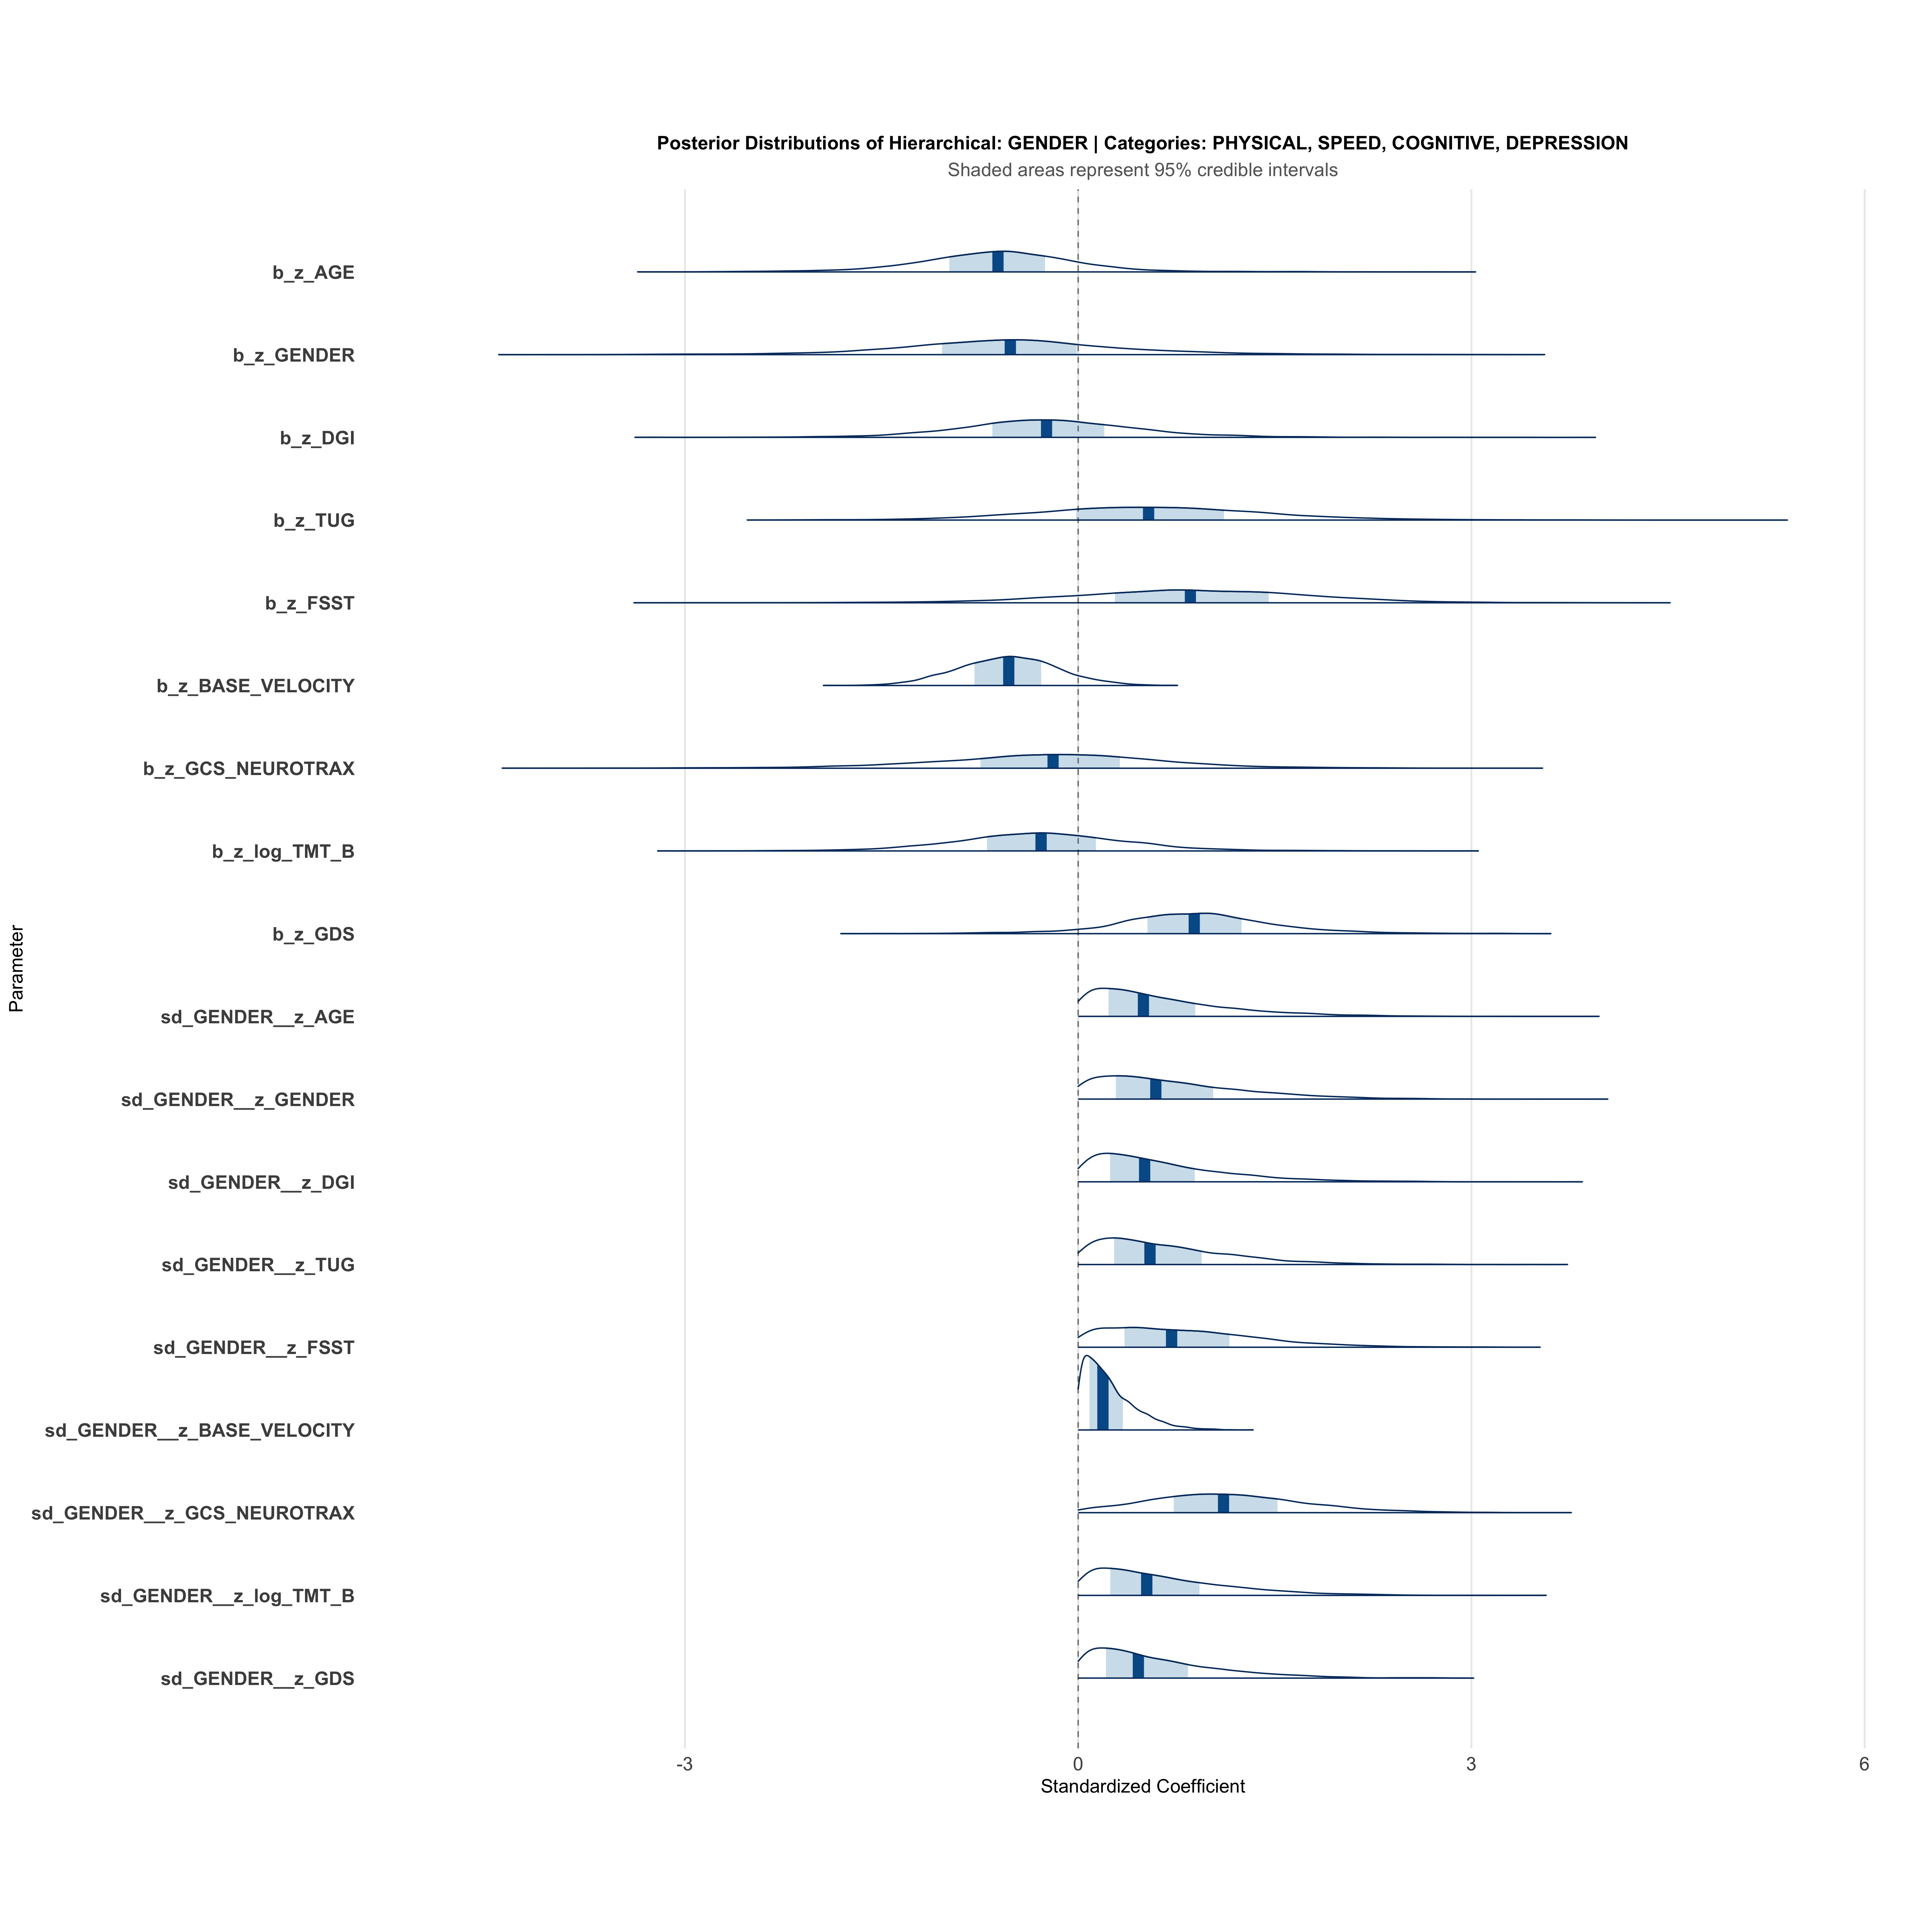 Posterior Distributions of Hierarchical: GENDER | Categories: PHYSICAL, SPEED, COGNITIVE, DEPRESSION
Shaded areas represent 95% credible intervals
b_z_AGE
b_z_GENDER
b_z_DGI
b_z_TUG
b_z_FSST
b_z_BASE_VELOCITY
b_z_GCS_NEUROTRAX
b_z_log_TMT_B
b_z_GDS
sd_GENDER__z_AGE
sd_GENDER__z_GENDER
sd_GENDER__z_DGI
sd_GENDER__z_TUG
sd_GENDER__z_FSST
sd_GENDER__z_BASE_VELOCITY
sd_GENDER__z_GCS_NEUROTRAX
sd_GENDER__z_log_TMT_B
sd_GENDER__z_GDS
Parameter
-3 0 3 6
Standardized Coefficient